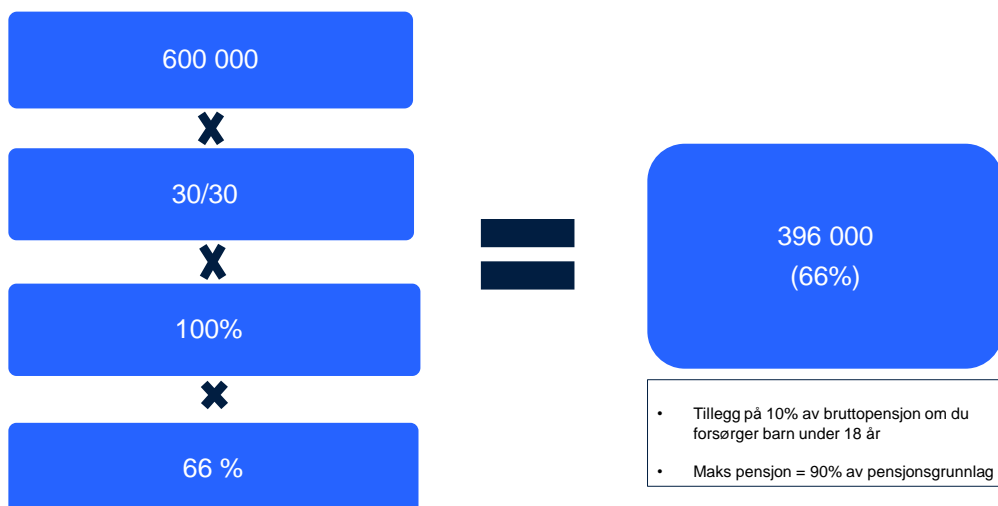 600 000
30/30
100%
66 %
396 000
(66%)
• Tillegg på 10% av bruttopensjon om du
forsørger barn under 18 år
• Maks pensjon = 90% av pensjonsgrunnlag